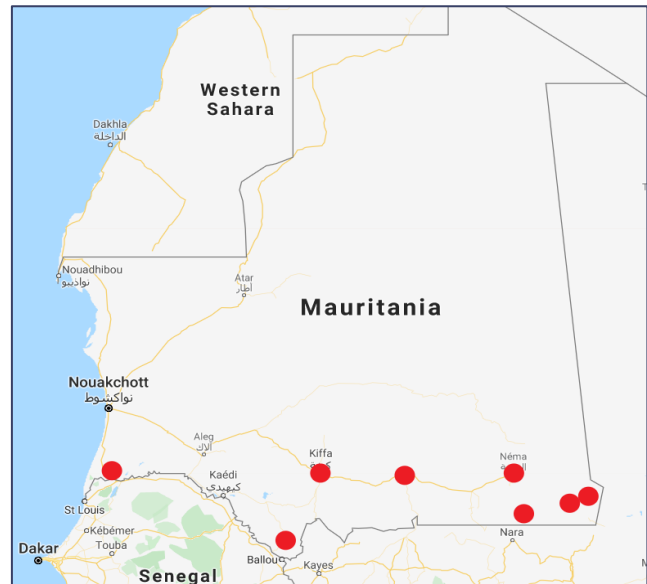 Western
Sahara
Dakhla
الداخلة
Nouadhibou
نواذيبو
Atar
أطار
Mauritania
Nouakchott
نواكشوط
Aleg
ألاك
Kiffa
Kaédi
كيهيدي
Néma
St Louis
Kébémer
Touba
Dakar
Senegal
Ballou
Kayes
Nara